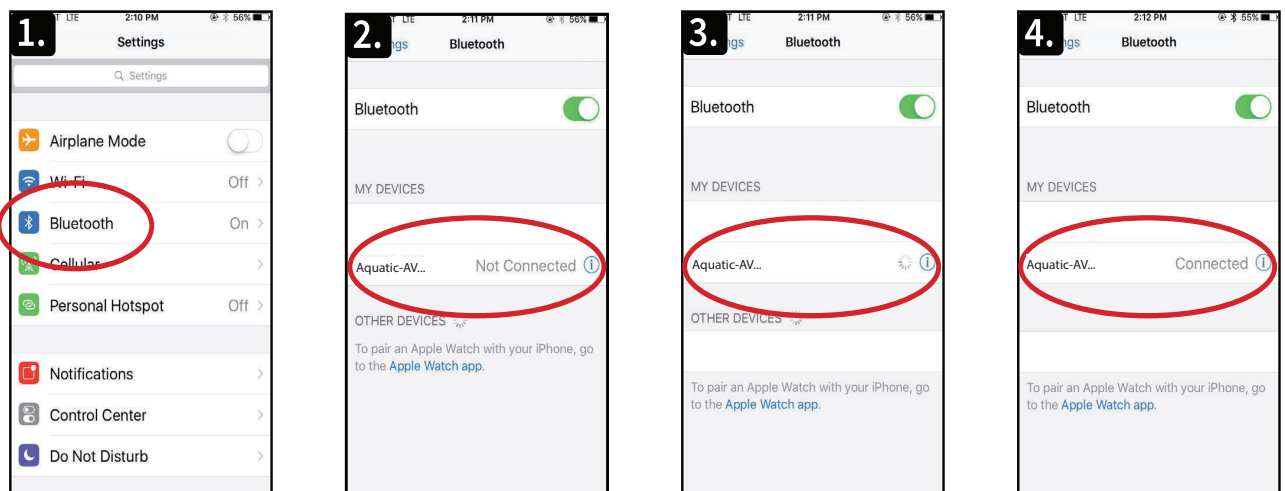 1.
T LTE 2:10 PM 56%
Settings
Settings
Airplane Mode
Wi-Fi Off
Bluetooth On
Cellular
Personal Hotspot Off
Notifications
Control Center
Do Not Disturb
2.
T LTE 2:11 PM 56%
ngs Bluetooth
Bluetooth
MY DEVICES
Aquatic-AV... Not Connected i
OTHER DEVICES
To pair an Apple Watch with your iPhone, go
to the Apple Watch app.
3.
T LTE 2:11 PM 56%
ngs Bluetooth
Bluetooth
MY DEVICES
Aquatic-AV... i
OTHER DEVICES
To pair an Apple Watch with your iPhone, go
to the Apple Watch app.
4.
T LTE 2:12 PM 55%
ngs Bluetooth
Bluetooth
MY DEVICES
Aquatic-AV... Connected i
To pair an Apple Watch with your iPhone, go
to the Apple Watch app.